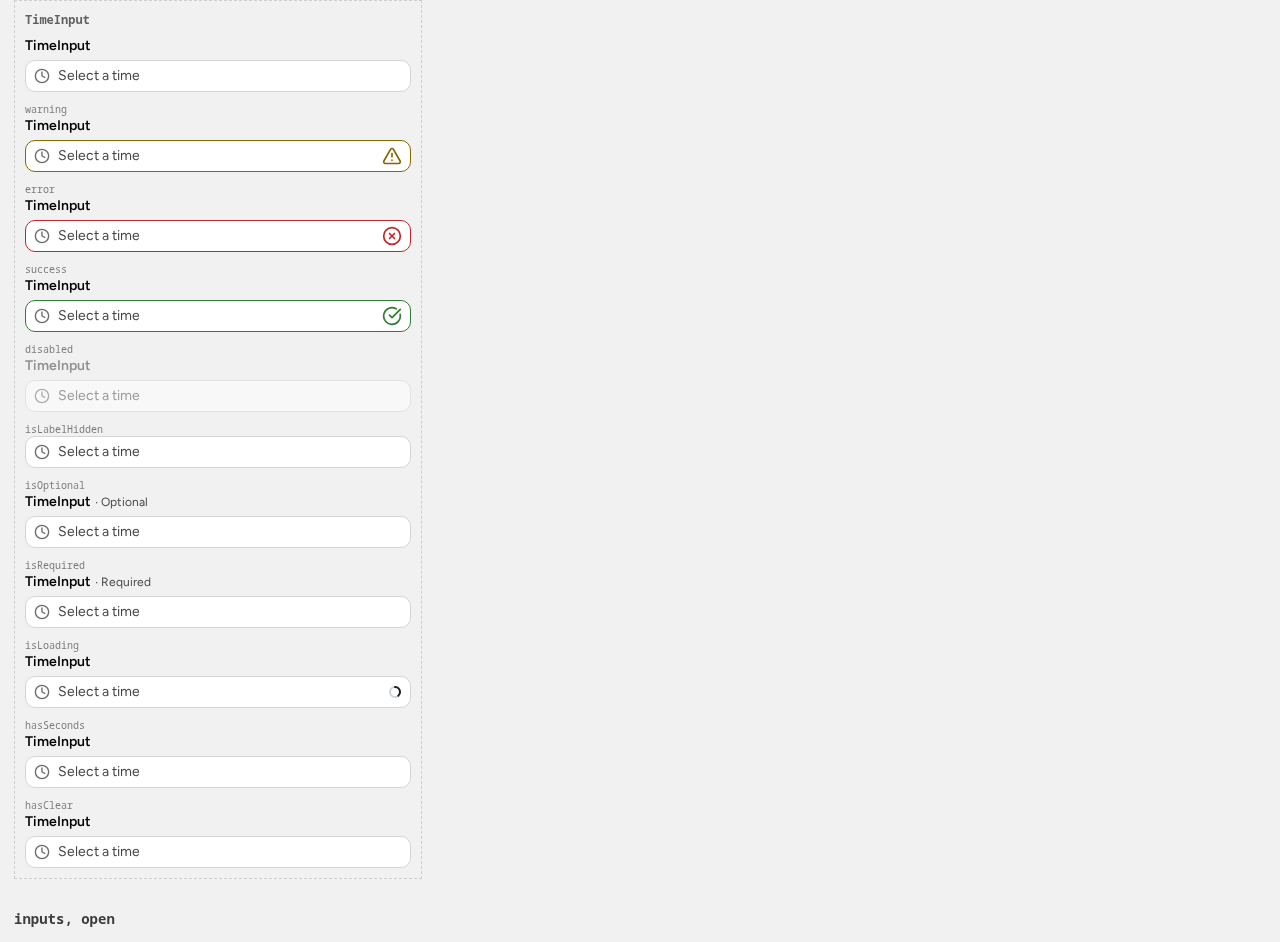 TimeInput
TimeInput
Select a time
warning
TimeInput
Select a time
error
TimeInput
Select a time
success
TimeInput
Select a time
disabled
TimeInput
Select a time
isLabelHidden
Select a time
isOptional
TimeInput · Optional
Select a time
isRequired
TimeInput · Required
Select a time
isLoading
TimeInput
Select a time
hasSeconds
TimeInput
Select a time
hasClear
TimeInput
Select a time
inputs, open